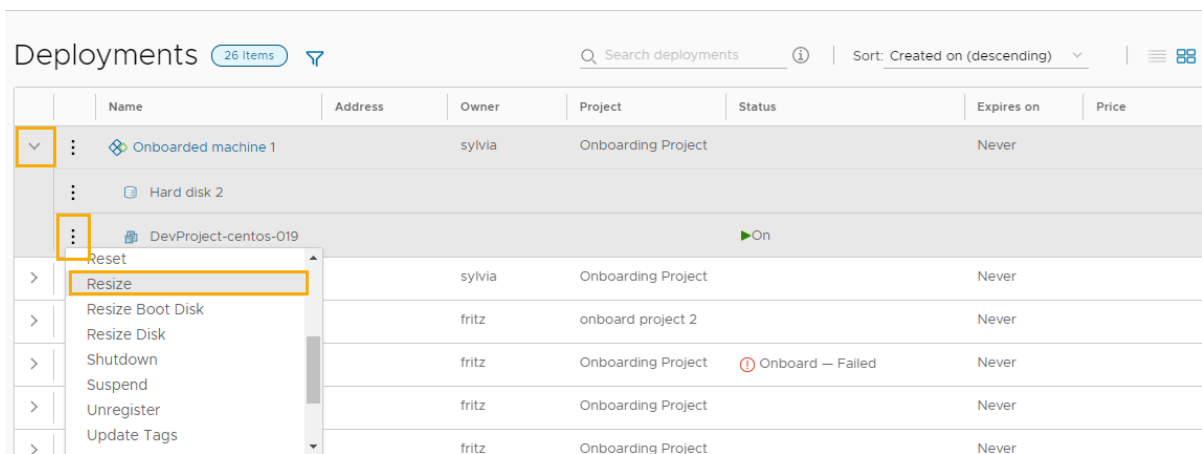 Deployments 26 Items Search deployments Sort: Created on (descending)
Name Address Owner Project Status Expires on Price
Onboarded machine 1 sylvia Onboarding Project Never
Hard disk 2
DevProject-centos-019 On
Reset
Resize sylvia Onboarding Project Never
Resize Boot Disk
fritz onboard project 2 Never
Resize Disk
Shutdown fritz Onboarding Project Onboard — Failed Never
Suspend
Unregister fritz Onboarding Project Never
Update Tags
fritz Onboarding Project Never